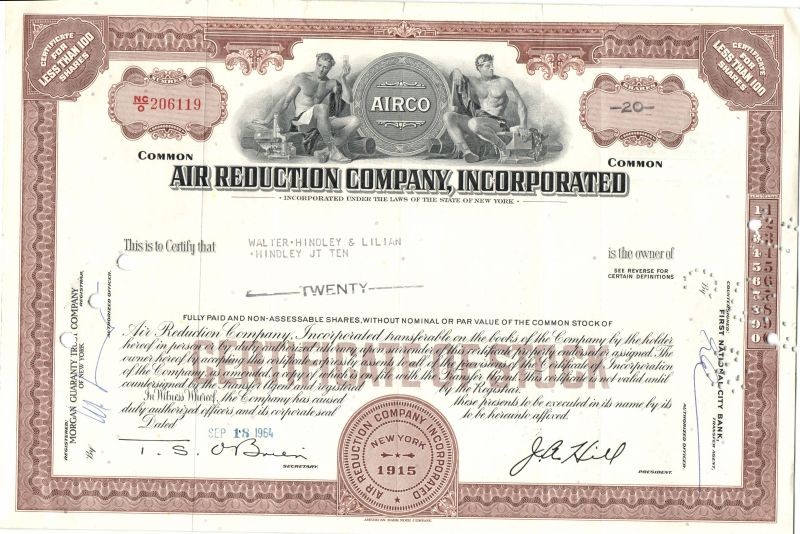 CERTIFICATE FOR LESS THAN 100 SHARES
CERTIFICATE FOR LESS THAN 100 SHARES
NC/O 206119
AIRCO
SHARES
-20-
COMMON
COMMON
AIR REDUCTION COMPANY, INCORPORATED
INCORPORATED UNDER THE LAWS OF THE STATE OF NEW YORK
This is to Certify that
WALTER HINDLEY & LILIAN
HINDLEY JT TEN
is the owner of
SEE REVERSE FOR
CERTAIN DEFINITIONS
TWENTY
FULLY PAID AND NON-ASSESSABLE SHARES, WITHOUT NOMINAL OR PAR VALUE OF THE COMMON STOCK OF
Air Reduction Company, Incorporated transferable on the books of the Company by the holder
hereof in person or by duly authorized attorney upon surrender of this certificate properly endorsed or assigned. The
owner hereof by accepting this certificate expressly assents to all of the provisions of the Certificate of Incorporation
of the Company as amended, a copy of which is on file with the Transfer Agent. This certificate is not valid until
countersigned by the Transfer Agent and registered by the Registrar.
In Witness Whereof, the Company has caused these presents to be executed in its name by its
duly authorized officers and its corporate seal to be hereunto affixed.
Dated
SEP 18 1964
T. S. O'Brien
SECRETARY.
AIR REDUCTION COMPANY INCORPORATED
NEW YORK
1915
J A Hill
PRESIDENT.
REGISTERED:
MORGAN GUARANTY TRUST COMPANY
OF NEW YORK
REGISTRAR,
By
AUTHORIZED OFFICER.
COUNTERSIGNED:
FIRST NATIONAL CITY BANK,
TRANSFER AGENT,
By
AUTHORIZED OFFICER.
AMERICAN BANK NOTE COMPANY.